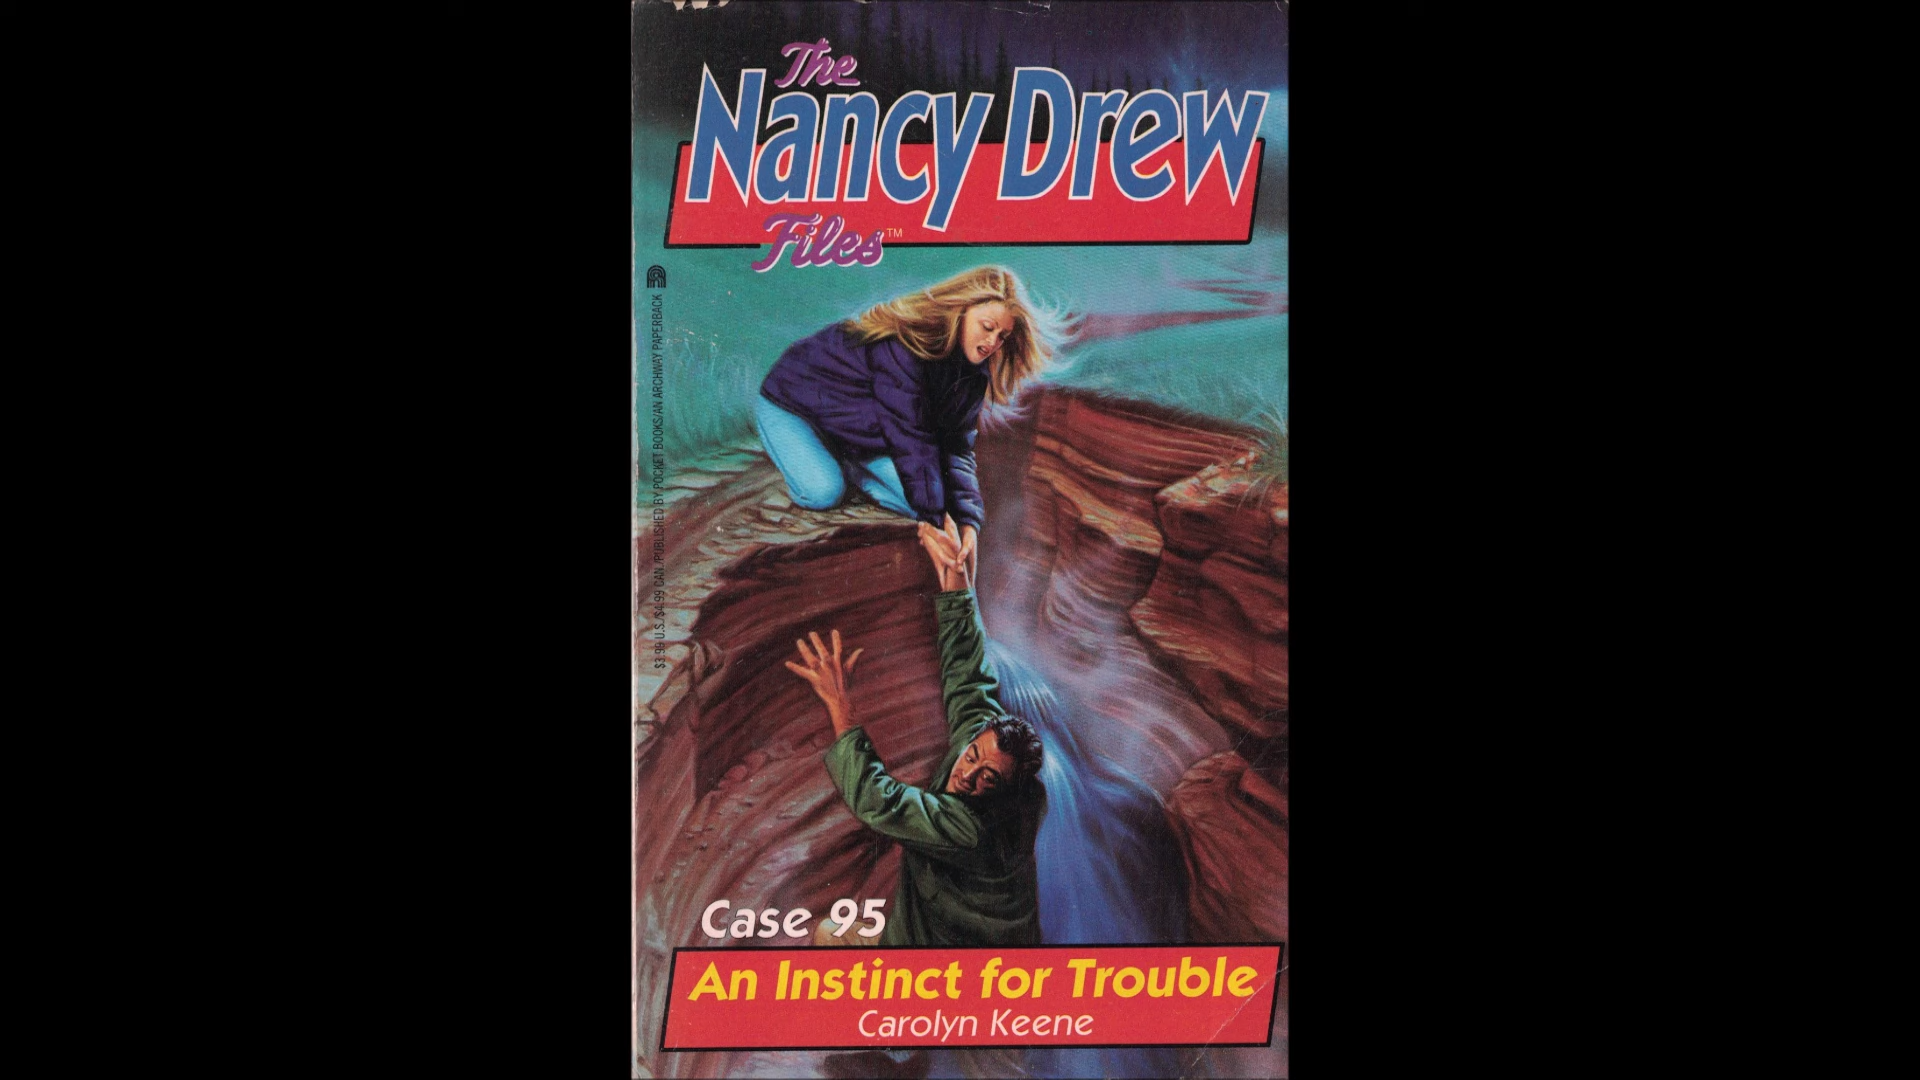 The
Nancy Drew
Files™
$3.99 U.S./$4.99 CAN./PUBLISHED BY POCKET BOOKS/AN ARCHWAY PAPERBACK
Case 95
An Instinct for Trouble
Carolyn Keene